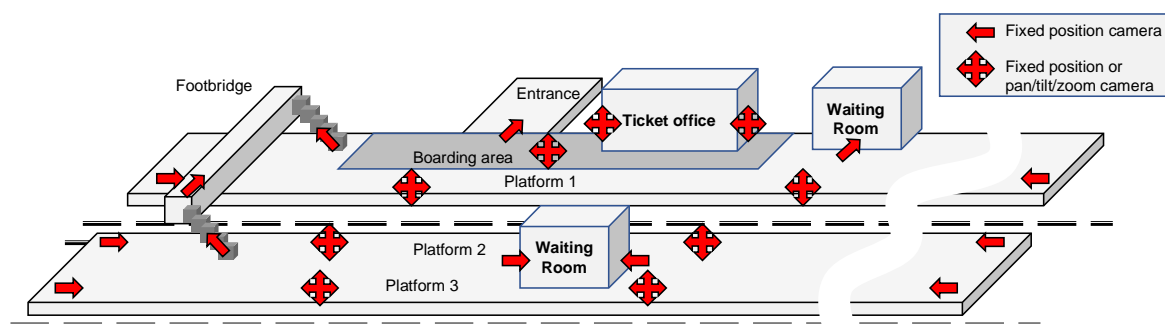 Fixed position camera
Fixed position or
pan/tilt/zoom camera
Footbridge
Entrance
Ticket office
Waiting
Room
Boarding area
Platform 1
Platform 2
Waiting
Room
Platform 3